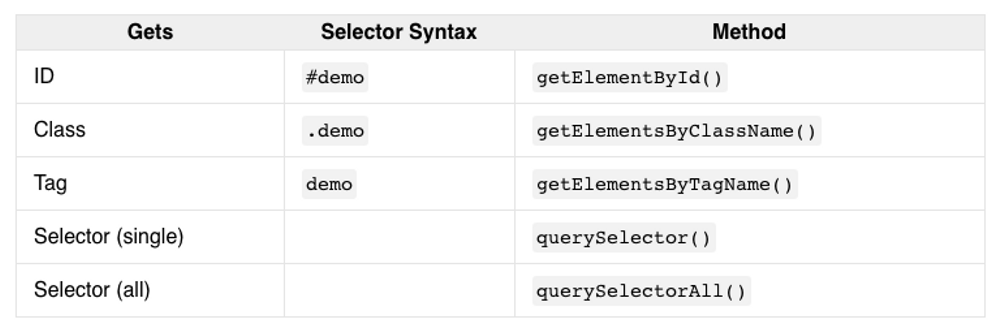 Gets Selector Syntax Method
ID #demo getElementById()
Class .demo getElementsByClassName()
Tag demo getElementsByTagName()
Selector (single) querySelector()
Selector (all) querySelectorAll()